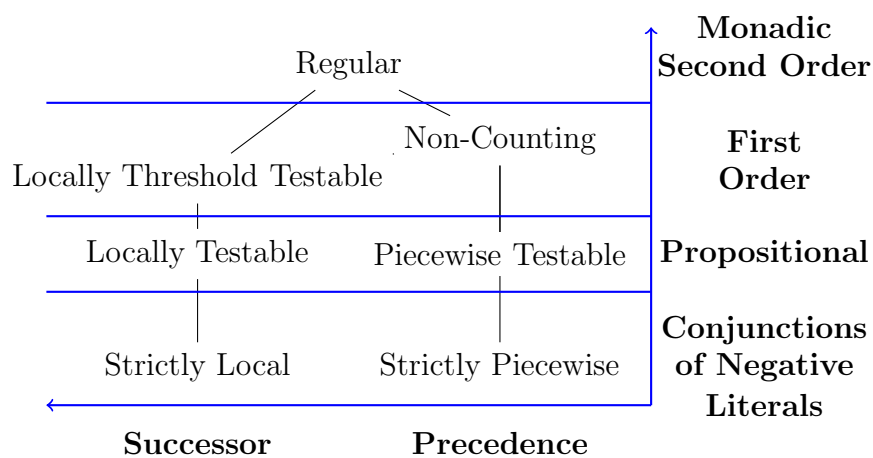 Monadic
Regular
Second Order
Non-Counting
First
Order
Locally Threshold Testable
Locally Testable
Piecewise Testable
Propositional
Conjunctions
of Negative
Literals
Strictly Local
Strictly Piecewise
Successor
Precedence